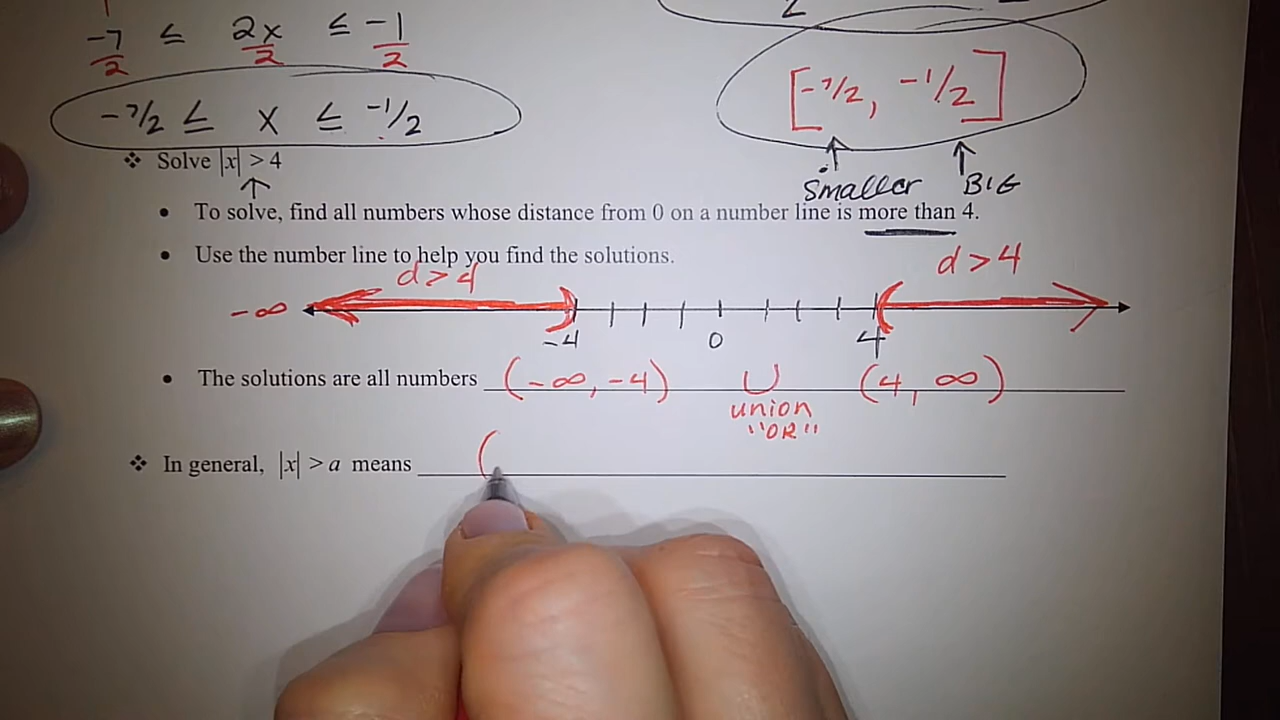 -7/2 ≤ 2x/2 ≤ -1/2
-7/2 ≤ x ≤ -1/2
[-7/2, -1/2]
❖ Solve |x| > 4
Smaller BIG
• To solve, find all numbers whose distance from 0 on a number line is more than 4.
• Use the number line to help you find the solutions.
d > 4 d > 4
-∞
-4 0 4
• The solutions are all numbers (-∞, -4) ∪ (4, ∞)
union
"OR"
❖ In general, |x| > a means (